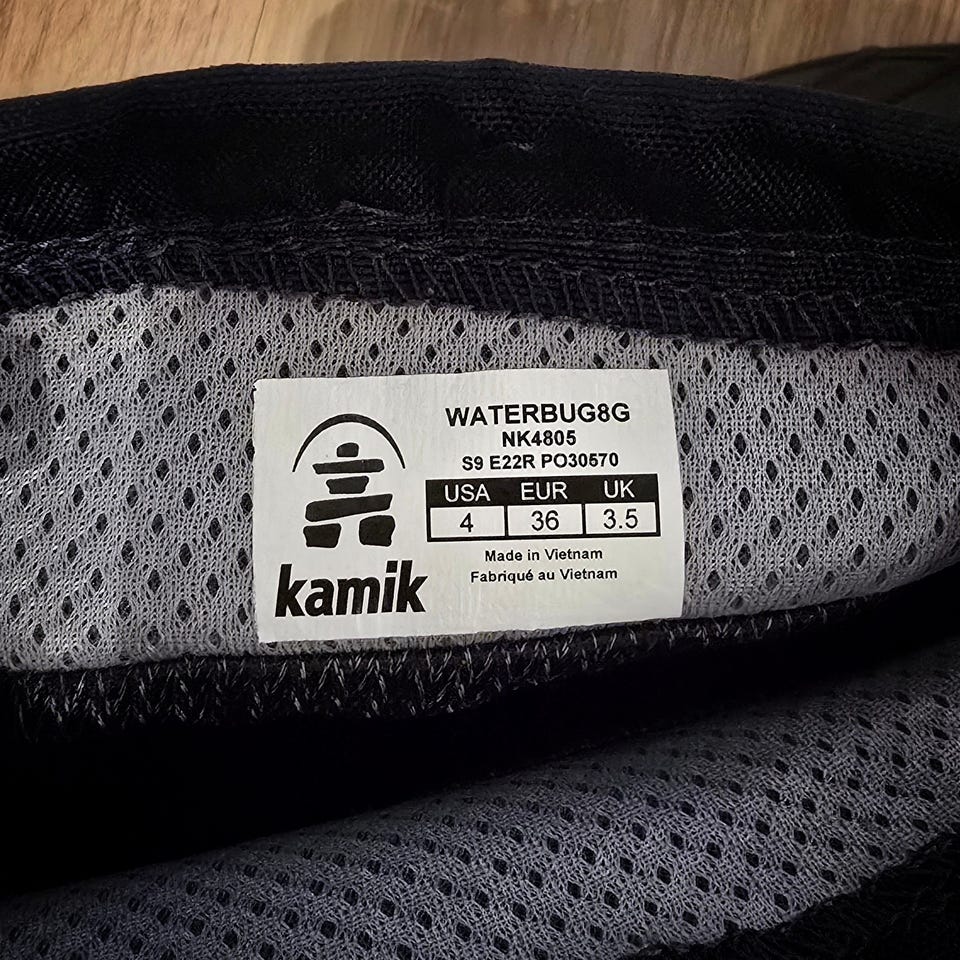 WATERBUG8G
NK4805
S9 E22R PO30570
USA EUR UK
4 36 3.5
Made in Vietnam
Fabriqué au Vietnam
kamik